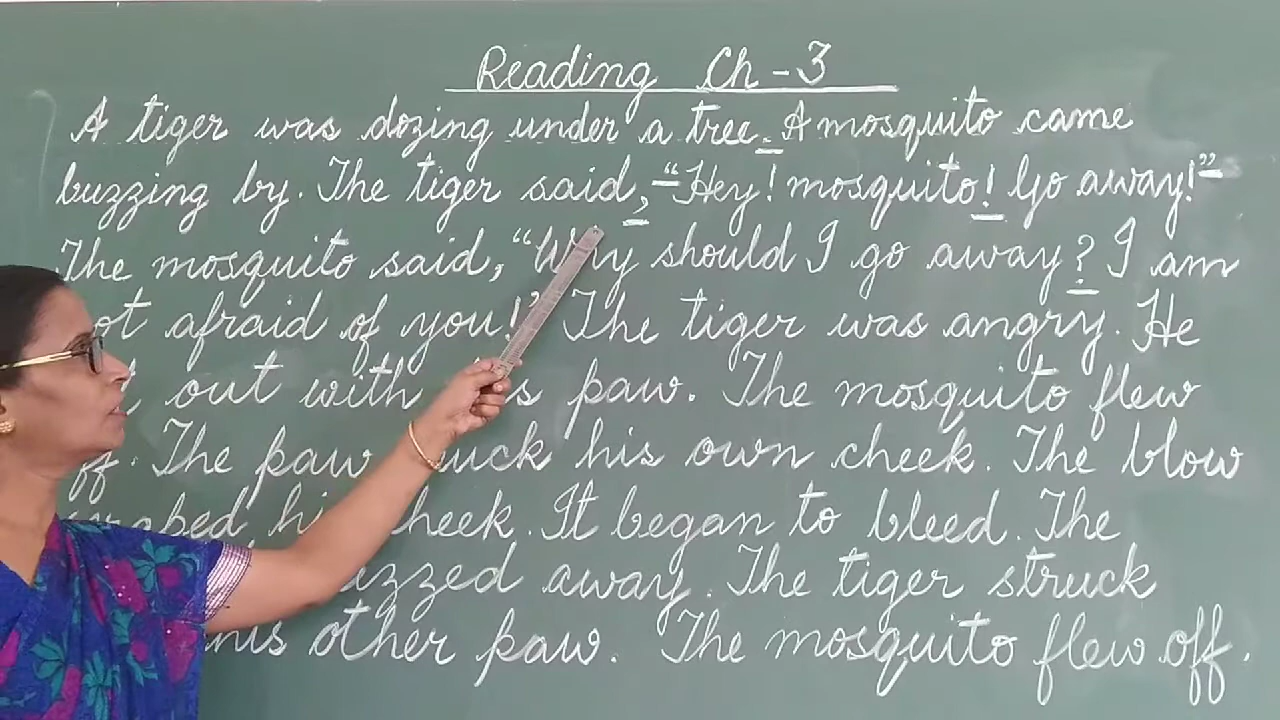 Reading Ch - 3
A tiger was dozing under a tree. A mosquito came
buzzing by. The tiger said, "Hey! mosquito! Go away!"
The mosquito said, "Why should I go away? I am
afraid of you!" The tiger was angry. He
out with paw. The mosquito flew
The paw his own cheek. The blow
cheek. It began to bleed. The
away. The tiger struck
other paw. The mosquito flew off.